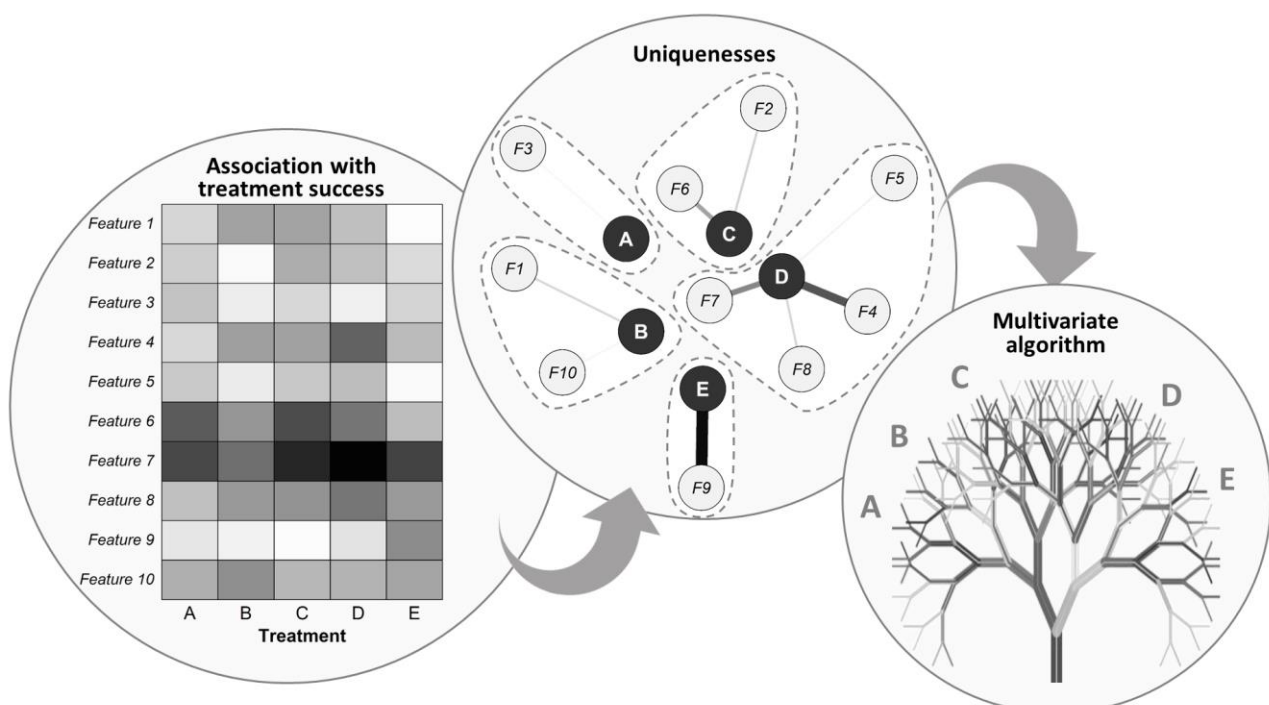 Association with
treatment success
Feature 1
Feature 2
Feature 3
Feature 4
Feature 5
Feature 6
Feature 7
Feature 8
Feature 9
Feature 10
A B C D E
Treatment
Uniquenesses
F2
F3
F5
F6
A
C
F1
D
F7
F4
B
F10
F8
E
F9
Multivariate
algorithm
C
D
B
E
A